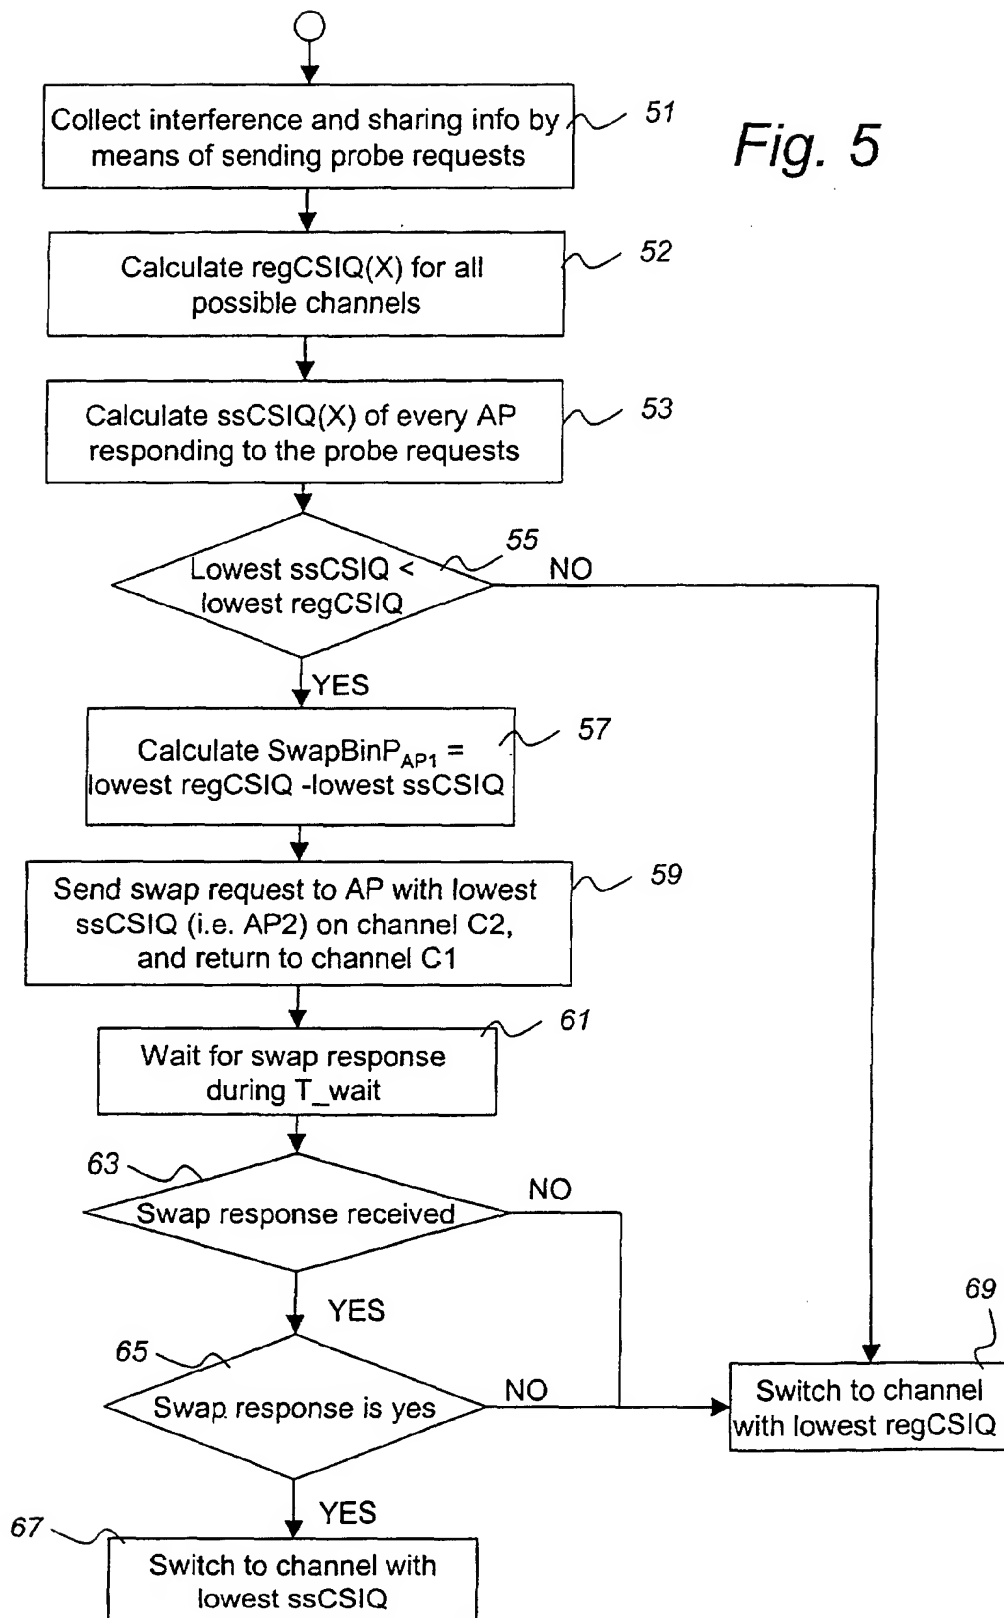 Fig. 5
Collect interference and sharing info by
means of sending probe requests
51
Calculate regCSIQ(X) for all
possible channels
52
Calculate ssCSIQ(X) of every AP
responding to the probe requests
53
Lowest ssCSIQ <
lowest regCSIQ
55
NO
YES
Calculate SwapBinP_AP1 =
lowest regCSIQ -lowest ssCSIQ
57
Send swap request to AP with lowest
ssCSIQ (i.e. AP2) on channel C2,
and return to channel C1
59
Wait for swap response
during T_wait
61
63
Swap response received
NO
YES
65
Swap response is yes
NO
YES
69
Switch to channel
with lowest regCSIQ
67
Switch to channel with
lowest ssCSIQ